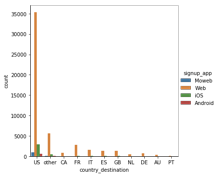 count
35000
30000
25000
20000
15000
10000
5000
0
US other CA FR IT ES GB NL DE AU PT
country_destination
signup_app
Moweb
Web
iOS
Android